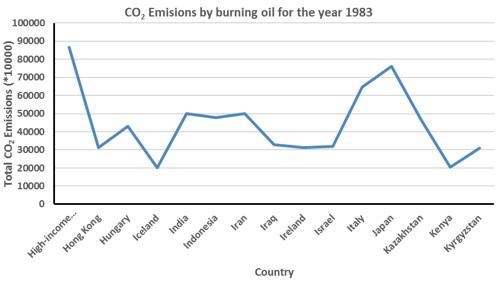 CO2 Emisions by burning oil for the year 1983
Total CO2 Emissions (*10000)
100000
90000
80000
70000
60000
50000
40000
30000
20000
10000
0
High-income...
Hong Kong
Hungary
Iceland
India
Indonesia
Iran
Iraq
Ireland
Israel
Italy
Japan
Kazakhstan
Kenya
Kyrgyzstan
Country